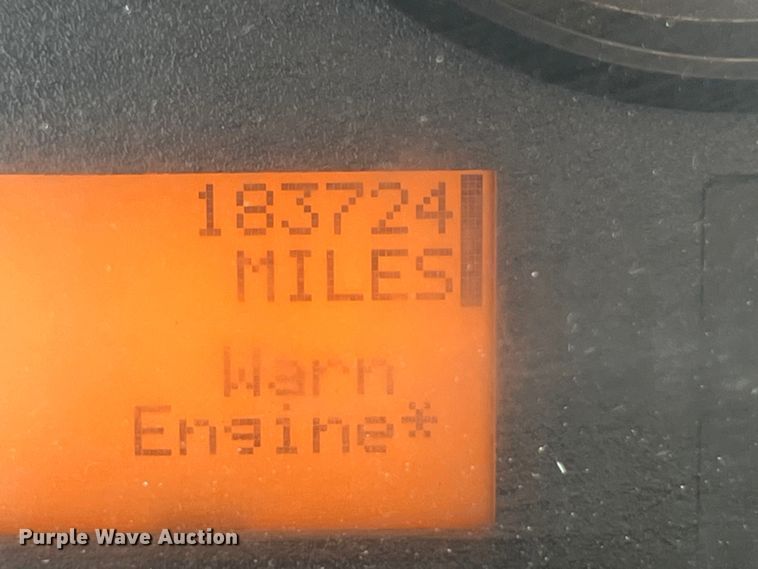 183724
MILES
Warn
Engine*
Purple Wave Auction